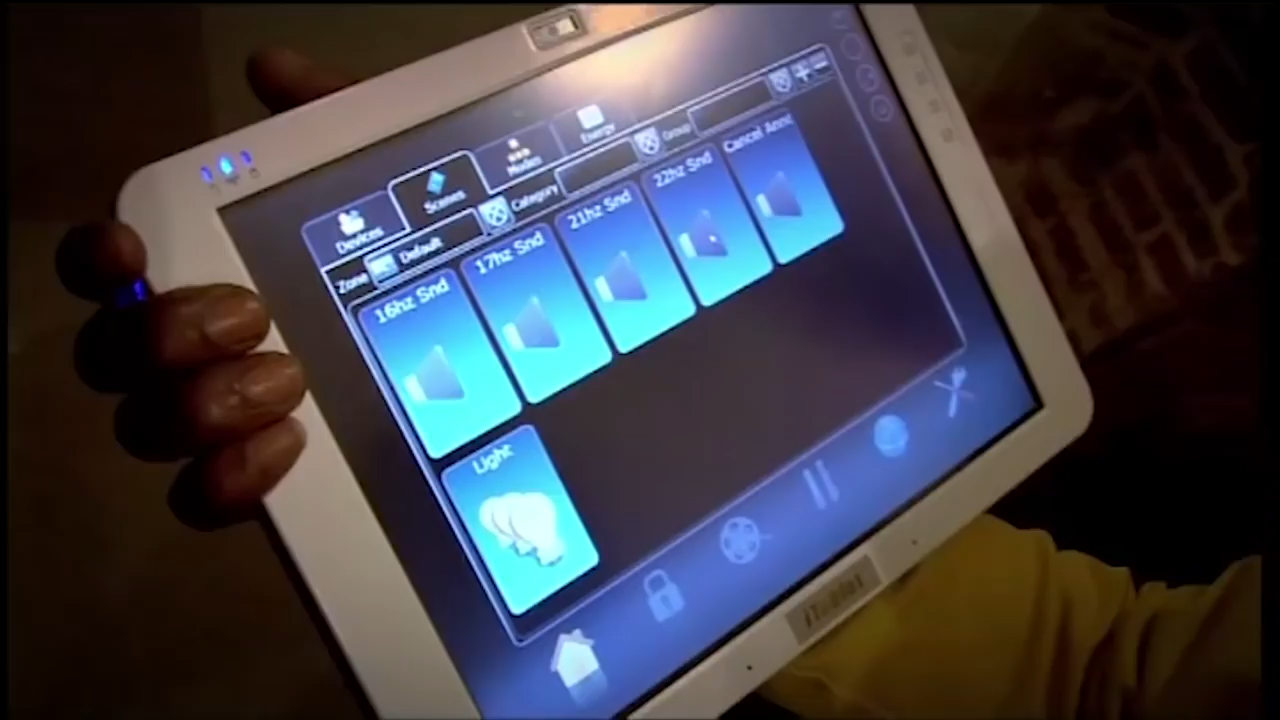 Devices
Scenes
Modes
Energy
Zone Default Category Group
16hz Snd
17hz Snd
21hz Snd
22hz Snd
Cancel Annc
Light